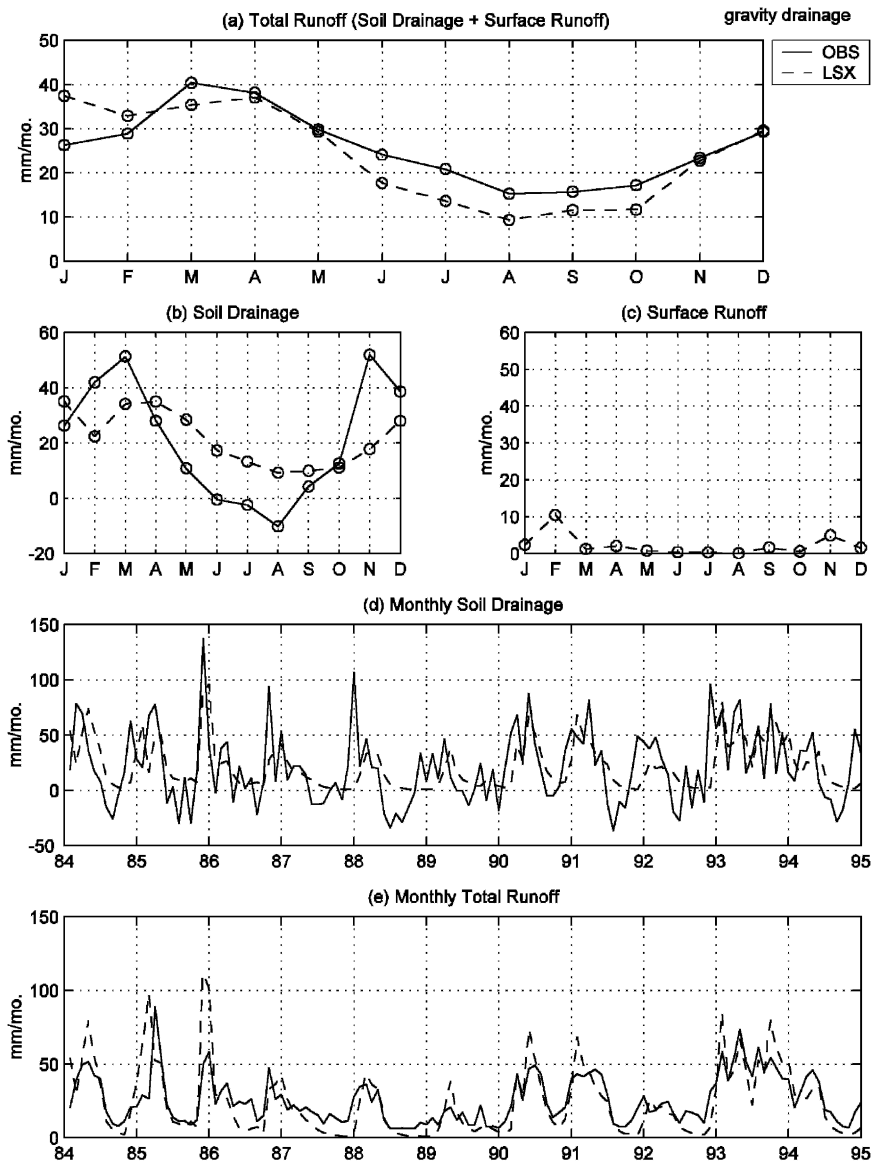 (a) Total Runoff (Soil Drainage + Surface Runoff)
gravity drainage
OBS
LSX
mm/mo.
50
40
30
20
10
0
J F M A M J J A S O N D
(b) Soil Drainage
mm/mo.
60
40
20
0
-20
J F M A M J J A S O N D
(c) Surface Runoff
mm/mo.
60
50
40
30
20
10
0
J F M A M J J A S O N D
(d) Monthly Soil Drainage
mm/mo.
150
100
50
0
-50
84 85 86 87 88 89 90 91 92 93 94 95
(e) Monthly Total Runoff
mm/mo.
150
100
50
0
84 85 86 87 88 89 90 91 92 93 94 95